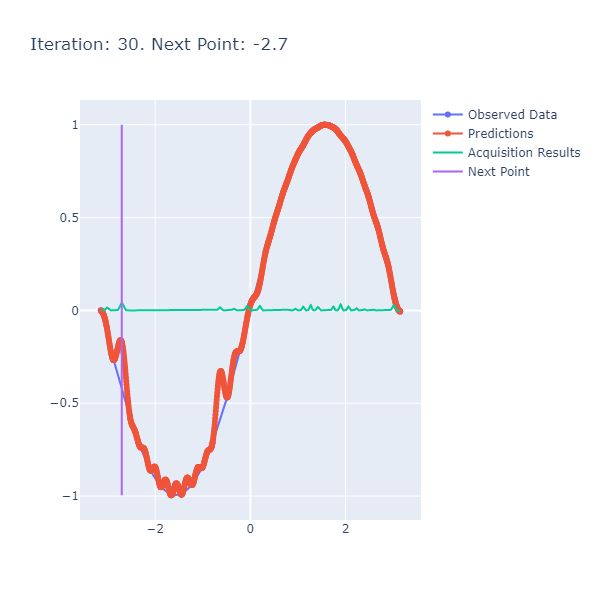 Iteration: 30. Next Point: -2.7
Observed Data
Predictions
Acquisition Results
Next Point
1
0.5
0
−0.5
−1
−2
0
2